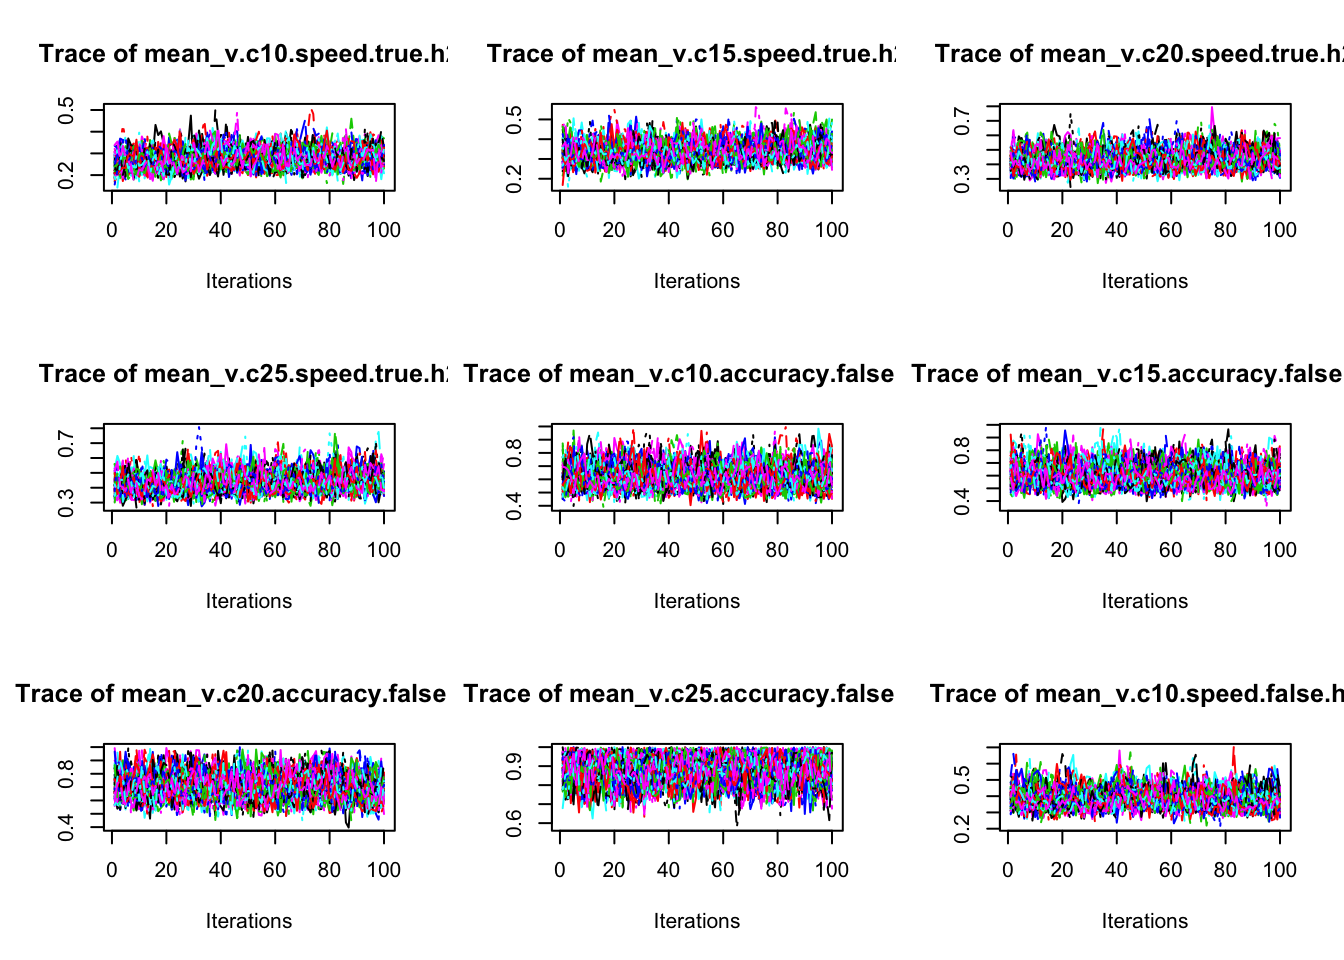 Trace of mean_v.c10.speed.true.h
Trace of mean_v.c15.speed.true.h
Trace of mean_v.c20.speed.true.h
0.5
0.2
0 20 40 60 80 100
Iterations
0.5
0.2
0 20 40 60 80 100
Iterations
0.7
0.3
0 20 40 60 80 100
Iterations
Trace of mean_v.c25.speed.true.h
Trace of mean_v.c10.accuracy.false
Trace of mean_v.c15.accuracy.false
0.7
0.3
0 20 40 60 80 100
Iterations
0.8
0.4
0 20 40 60 80 100
Iterations
0.8
0.4
0 20 40 60 80 100
Iterations
Trace of mean_v.c20.accuracy.false
Trace of mean_v.c25.accuracy.false
Trace of mean_v.c10.speed.false.h
0.8
0.4
0 20 40 60 80 100
Iterations
0.9
0.6
0 20 40 60 80 100
Iterations
0.5
0.2
0 20 40 60 80 100
Iterations